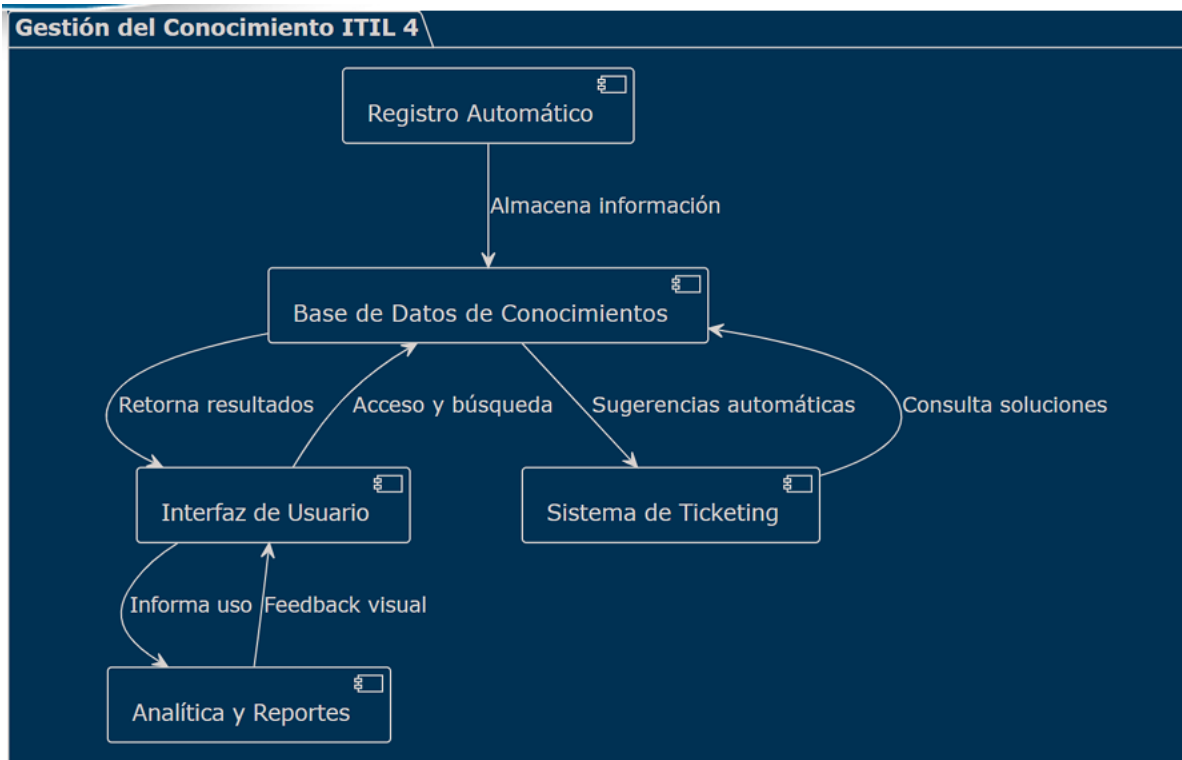 Gestión del Conocimiento ITIL 4
Registro Automático
Almacena información
Base de Datos de Conocimientos
Retorna resultados
Acceso y búsqueda
Sugerencias automáticas
Consulta soluciones
Interfaz de Usuario
Sistema de Ticketing
Informa uso
Feedback visual
Analítica y Reportes